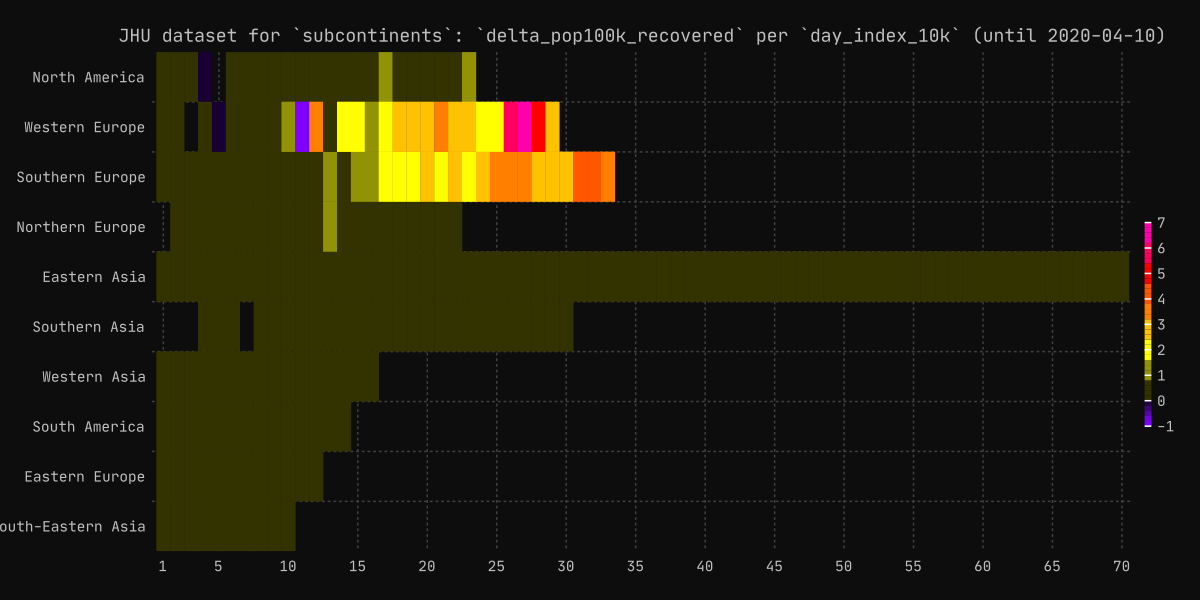 JHU dataset for `subcontinents`: `delta_pop100k_recovered` per `day_index_10k` (until 2020-04-10)
North America
Western Europe
Southern Europe
Northern Europe
Eastern Asia
Southern Asia
Western Asia
South America
Eastern Europe
outh-Eastern Asia
1 5 10 15 20 25 30 35 40 45 50 55 60 65 70
7
6
5
4
3
2
1
0
-1